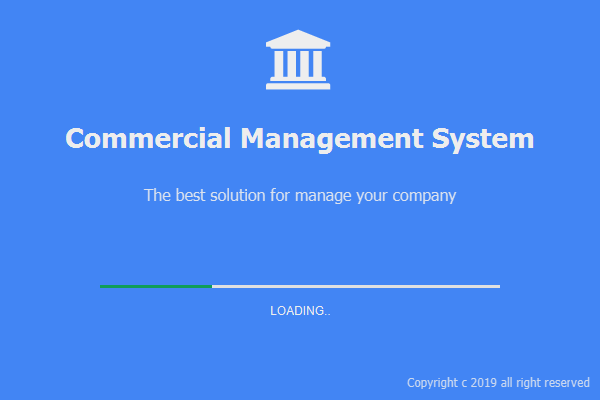 Commercial Management System
The best solution for manage your company
LOADING..
Copyright c 2019 all right reserved